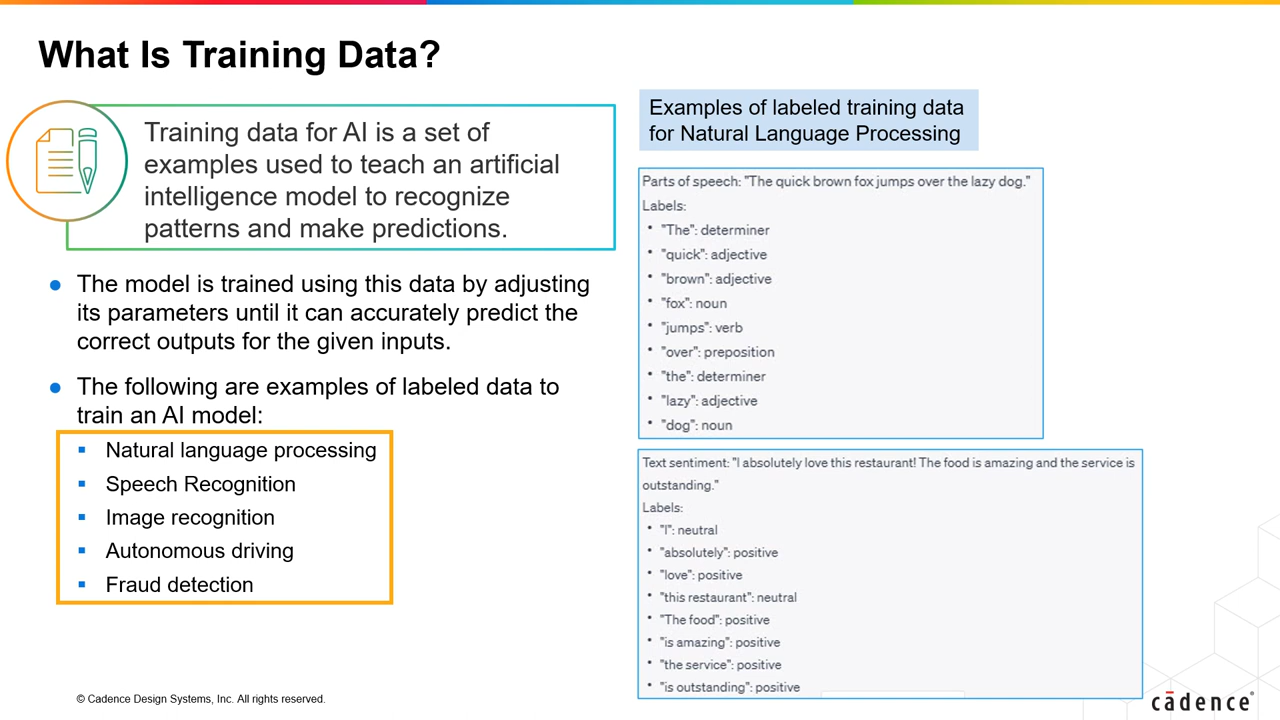 What Is Training Data?
Training data for AI is a set of
examples used to teach an artificial
intelligence model to recognize
patterns and make predictions.
● The model is trained using this data by adjusting
its parameters until it can accurately predict the
correct outputs for the given inputs.
● The following are examples of labeled data to
train an AI model:
▪ Natural language processing
▪ Speech Recognition
▪ Image recognition
▪ Autonomous driving
▪ Fraud detection
Examples of labeled training data
for Natural Language Processing
Parts of speech: "The quick brown fox jumps over the lazy dog."
Labels:
• "The": determiner
• "quick": adjective
• "brown": adjective
• "fox": noun
• "jumps": verb
• "over": preposition
• "the": determiner
• "lazy": adjective
• "dog": noun
Text sentiment: "I absolutely love this restaurant! The food is amazing and the service is
outstanding."
Labels:
• "I": neutral
• "absolutely": positive
• "love": positive
• "this restaurant": neutral
• "The food": positive
• "is amazing": positive
• "the service": positive
• "is outstanding": positive
© Cadence Design Systems, Inc. All rights reserved.
cādence®